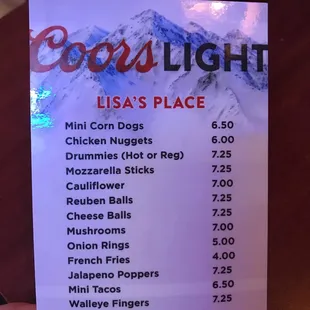 Coors LIGHT
LISA'S PLACE
Mini Corn Dogs 6.50
Chicken Nuggets 6.00
Drummies (Hot or Reg) 7.25
Mozzarella Sticks 7.25
Cauliflower 7.00
Reuben Balls 7.25
Cheese Balls 7.25
Mushrooms 7.00
Onion Rings 5.00
French Fries 4.00
Jalapeno Poppers 7.25
Mini Tacos 6.50
Walleye Fingers 7.25